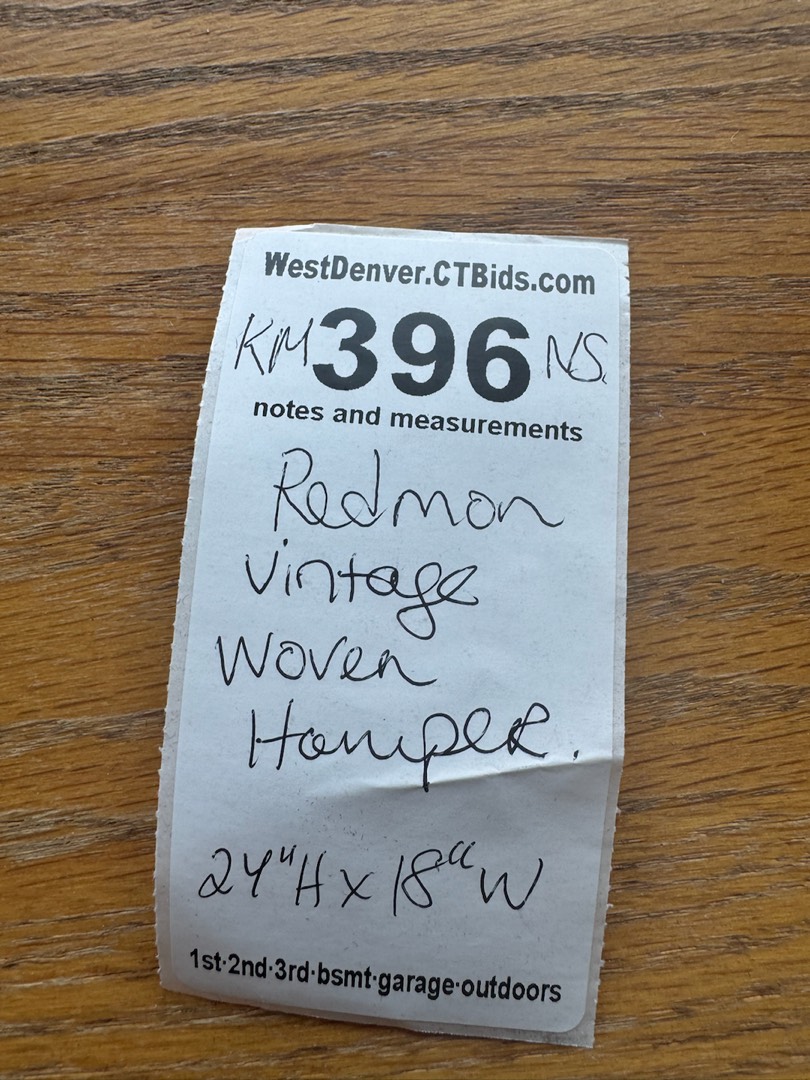 WestDenver.CTBids.com
KM 396 NS.
notes and measurements
Redmon
Vintage
Woven
Hamper.
24"H x 18"W
1st·2nd·3rd·bsmt·garage·outdoors